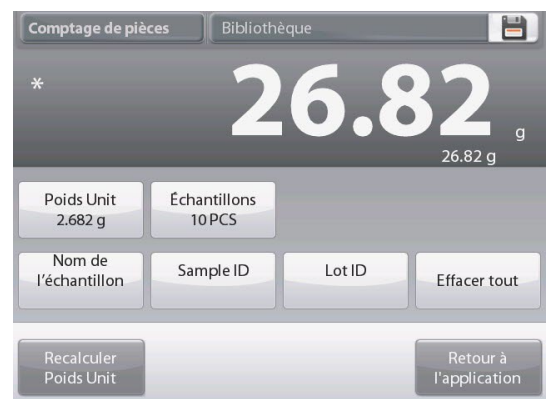 Comptage de pièces
Bibliothèque
*
26.82 g
26.82 g
Poids Unit
2.682 g
Échantillons
10 PCS
Nom de
l'échantillon
Sample ID
Lot ID
Effacer tout
Recalculer
Poids Unit
Retour à
l'application